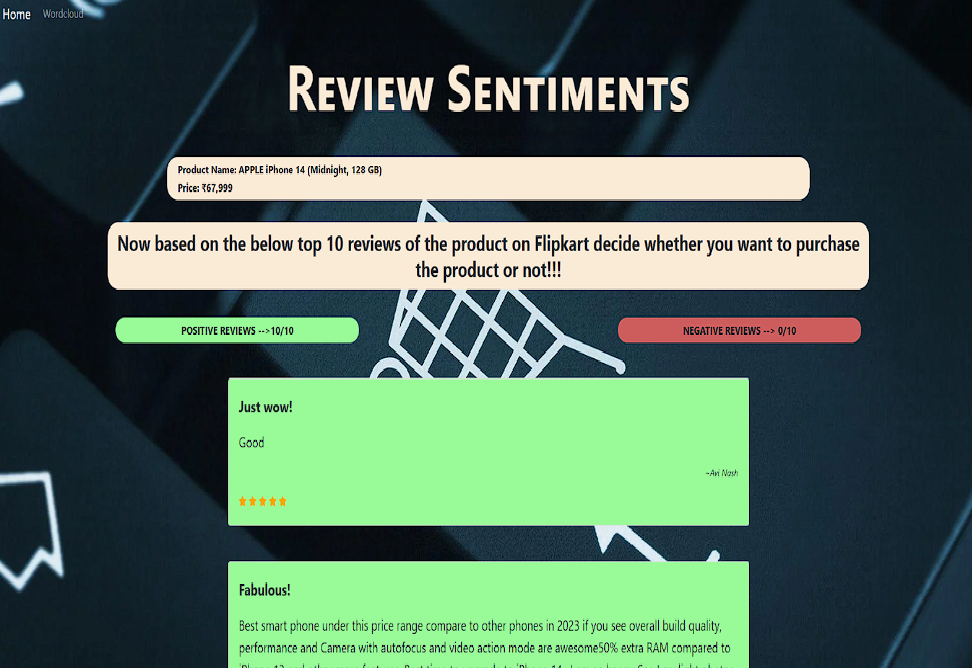 Home Wordcloud
REVIEW SENTIMENTS
Product Name: APPLE iPhone 14 (Midnight, 128 GB)
Price: ₹67,999
Now based on the below top 10 reviews of the product on Flipkart decide whether you want to purchase
the product or not!!!
POSITIVE REVIEWS -->10/10
NEGATIVE REVIEWS --> 0/10
Just wow!
Good
~Avi Nash
Fabulous!
Best smart phone under this price range compare to other phones in 2023 if you see overall build quality,
performance and Camera with autofocus and video action mode are awesome50% extra RAM compared to